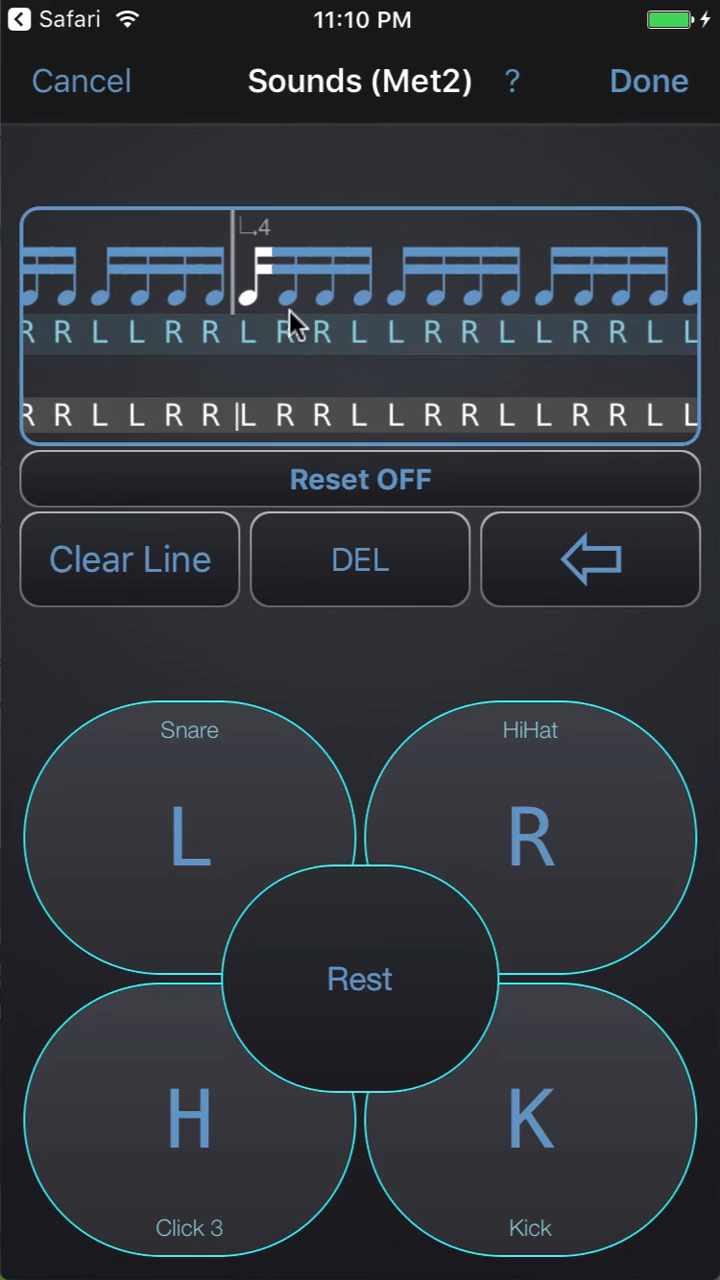 Safari 11:10 PM
Cancel Sounds (Met2) ? Done
4
R R L L R R L R R L L R R L L R R L L
R R L L R R |L R R L L R R L L R R L L
Reset OFF
Clear Line DEL
Snare HiHat
L R
Rest
H K
Click 3 Kick